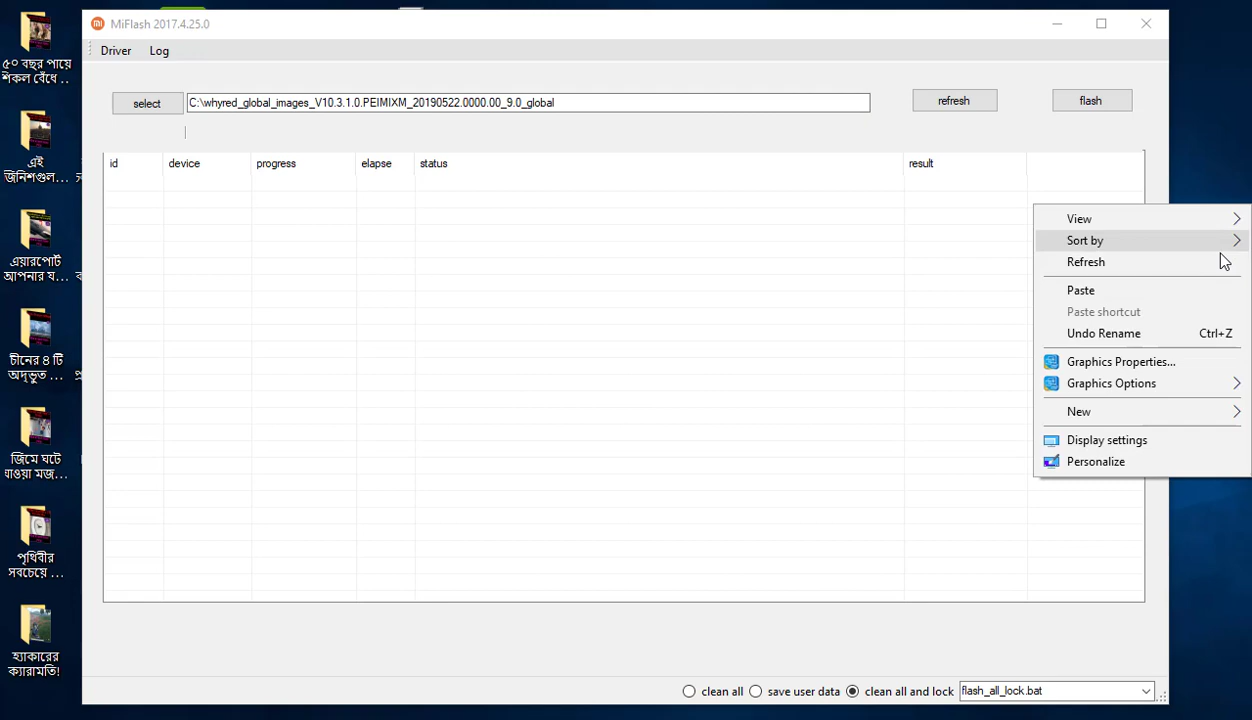 MiFlash 2017.4.25.0
Driver Log
select
C:\whyred_global_images_V10.3.1.0.PEIMIXM_20190522.0000.00_9.0_global
refresh
flash
id device progress elapse status result
View
Sort by
Refresh
Paste
Paste shortcut
Undo Rename Ctrl+Z
Graphics Properties...
Graphics Options
New
Display settings
Personalize
clean all save user data clean all and lock flash_all_lock.bat
৫০ বছর পায়ে
শিকল বেঁধে ...
এই
উনিশগুল...
এয়ারপোর্ট
আপনার য...
চীনের ৪ টি
অদ্ভুত ...
জিমে ঘটে
যাওয়া মজ...
পৃথিবীর
সবচেয়ে ...
হ্যাকারের
ক্যারামতি!